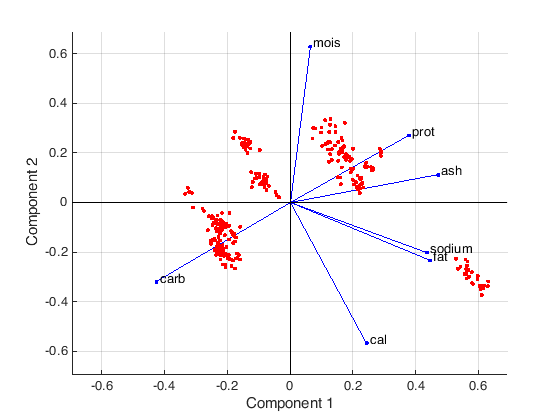 mois
0.6
0.4
prot
0.2
ash
Component 2
0
sodium
-0.2
fat
carb
-0.4
cal
-0.6
-0.6
-0.4
-0.2
0
0.2
0.4
0.6
Component 1